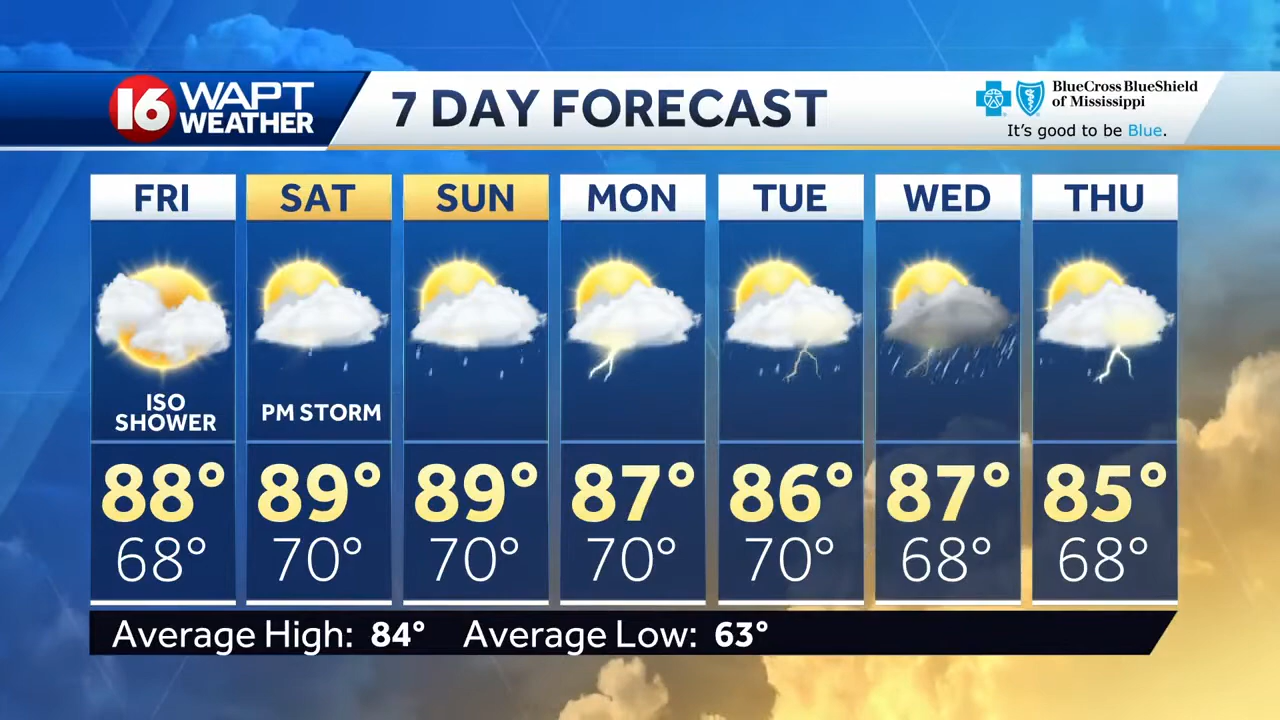 16 WAPT
WEATHER
7 DAY FORECAST
BlueCross BlueShield
of Mississippi
It's good to be Blue.
FRI SAT SUN MON TUE WED THU
ISO
SHOWER
PM STORM
88° 89° 89° 87° 86° 87° 85°
68° 70° 70° 70° 70° 68° 68°
Average High: 84° Average Low: 63°